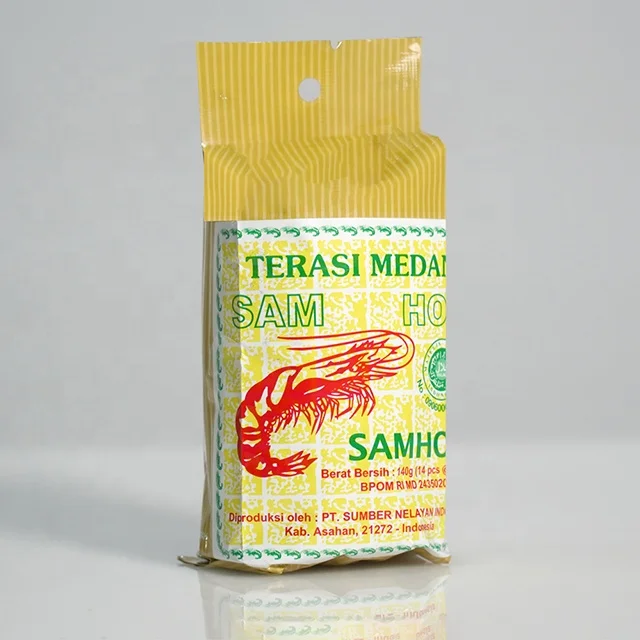 TERASI MEDAN
SAM HO
SAMHO
Berat Bersih : 140g (14 pcs @
BPOM RI MD 2435020
Diproduksi oleh : PT. SUMBER NELAYAN INDO
Kab. Asahan, 21272 - Indonesia